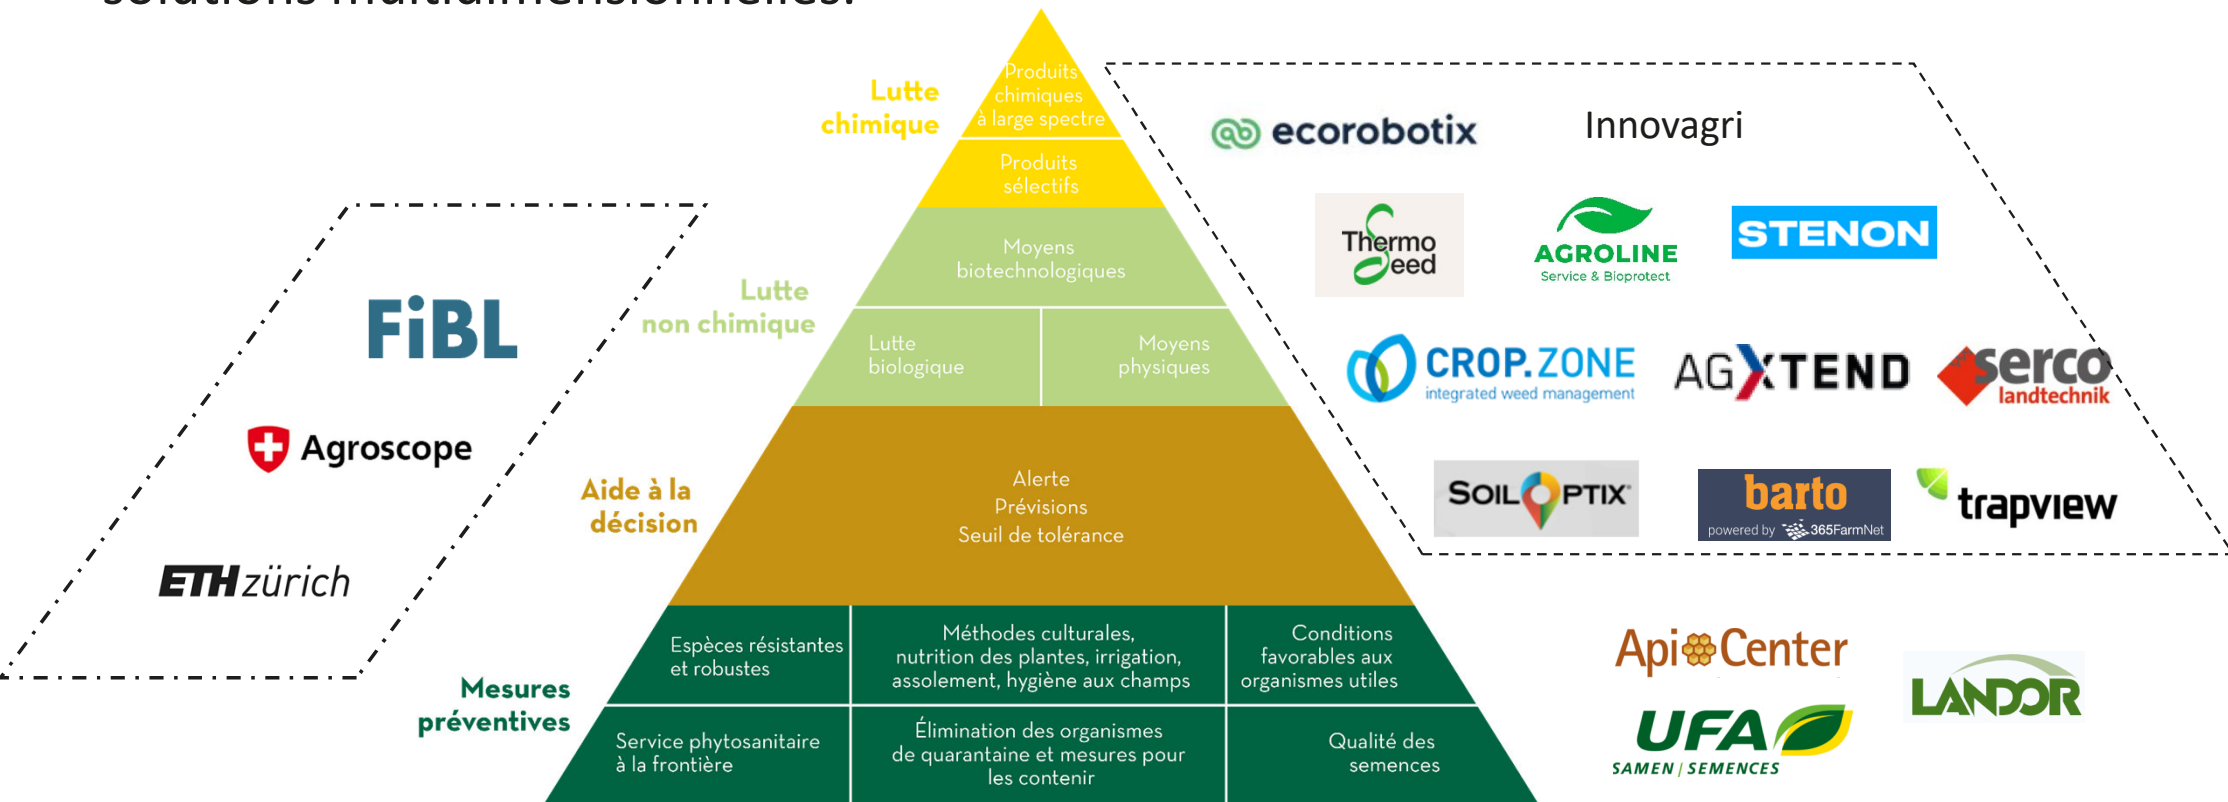 solutions multidimensionnelles.
Lutte
chimique
Produits
chimiques
à large spectre
Produits
sélectifs
Lutte
non chimique
Moyens
biotechnologiques
Lutte
biologique
Moyens
physiques
Aide à la
décision
Alerte
Prévisions
Seuil de tolérance
Mesures
préventives
Espèces résistantes
et robustes
Méthodes culturales,
nutrition des plantes, irrigation,
assolement, hygiène aux champs
Conditions
favorables aux
organismes utiles
Service phytosanitaire
à la frontière
Élimination des organismes
de quarantaine et mesures pour
les contenir
Qualité des
semences
FiBL
Agroscope
ETH zürich
ecorobotix
Innovagri
Thermo
Seed
AGROLINE
Service & Bioprotect
STENON
CROP.ZONE
integrated weed management
AGXTEND
serco
landtechnik
SOILOPTIX®
barto
powered by 365FarmNet
trapview
ApiCenter
LANDOR
UFA
SAMEN | SEMENCES